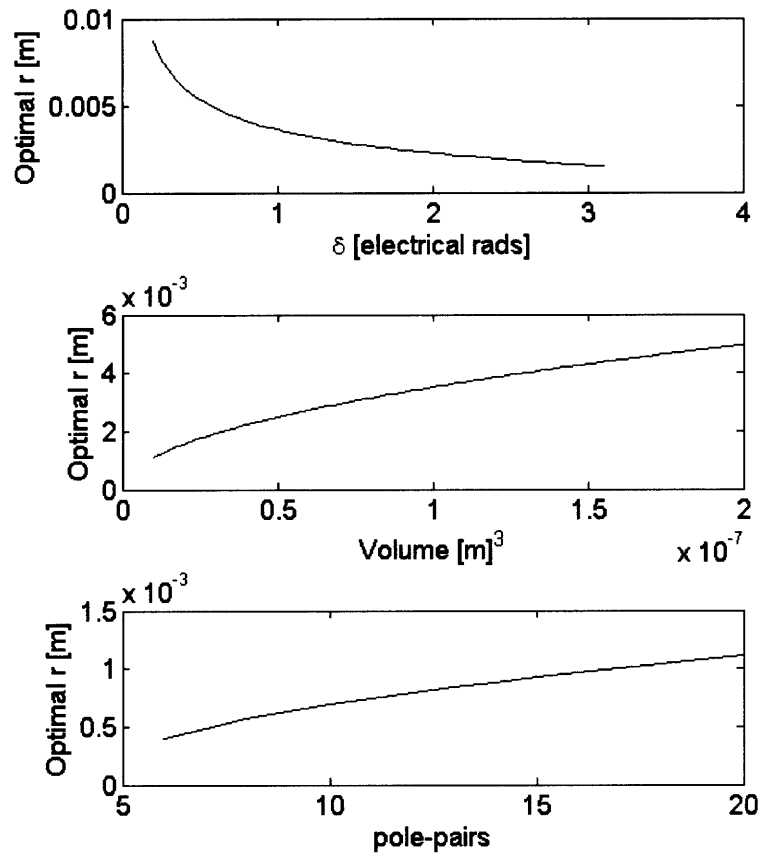 0.01
0.005
0
Optimal r [m]
0 1 2 3 4
δ [electrical rads]
x 10^-3
6
4
2
0
Optimal r [m]
0 0.5 1 1.5 2
Volume [m]^3
x 10^-7
x 10^-3
1.5
1
0.5
0
Optimal r [m]
5 10 15 20
pole-pairs